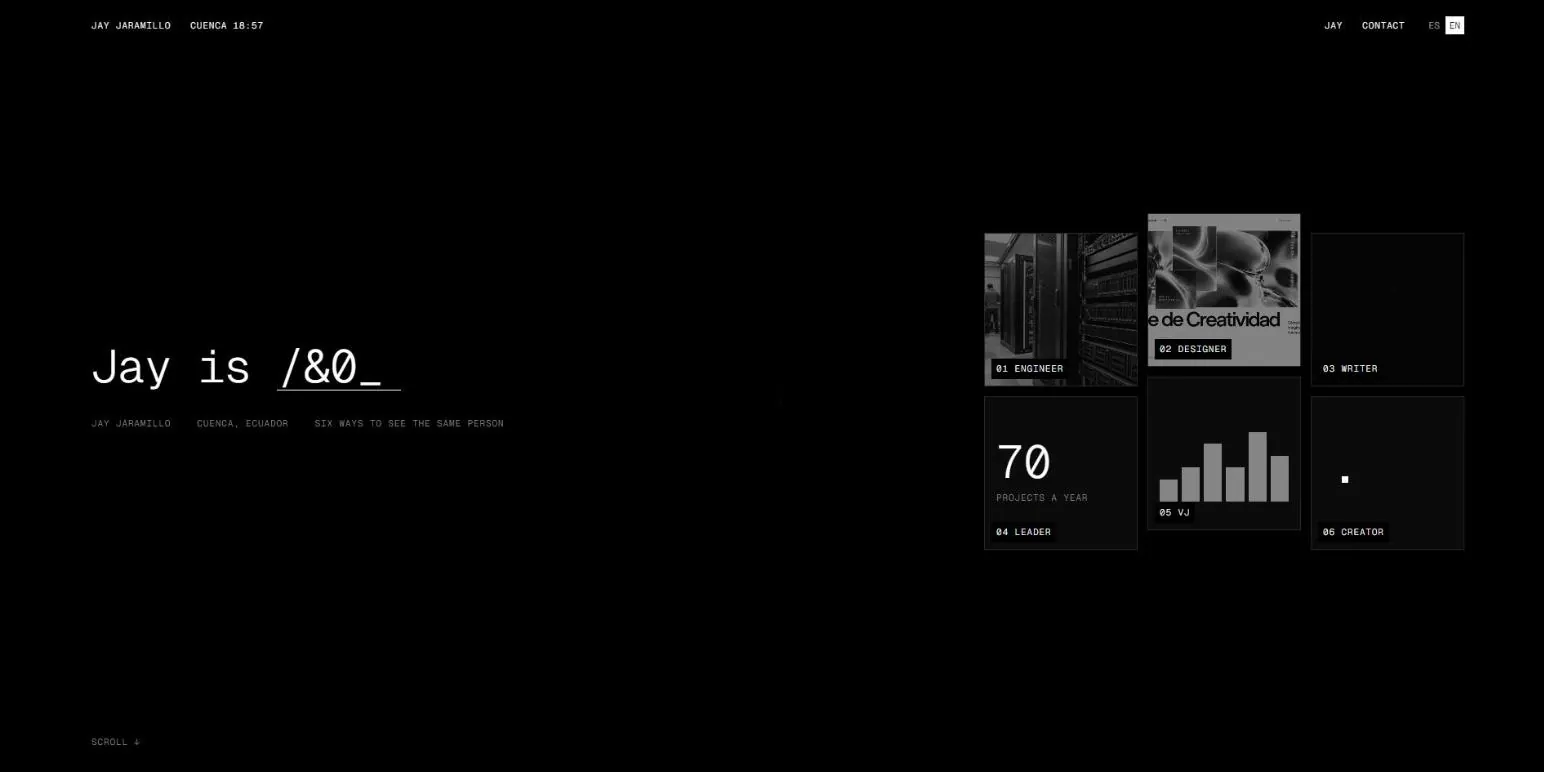 JAY JARAMILLO CUENCA 18:57
JAY CONTACT ES EN
Jay is /&0_
JAY JARAMILLO CUENCA, ECUADOR SIX WAYS TO SEE THE SAME PERSON
01 ENGINEER
e de Creatividad
02 DESIGNER
03 WRITER
70
PROJECTS A YEAR
04 LEADER
05 VJ
06 CREATOR
SCROLL ↓